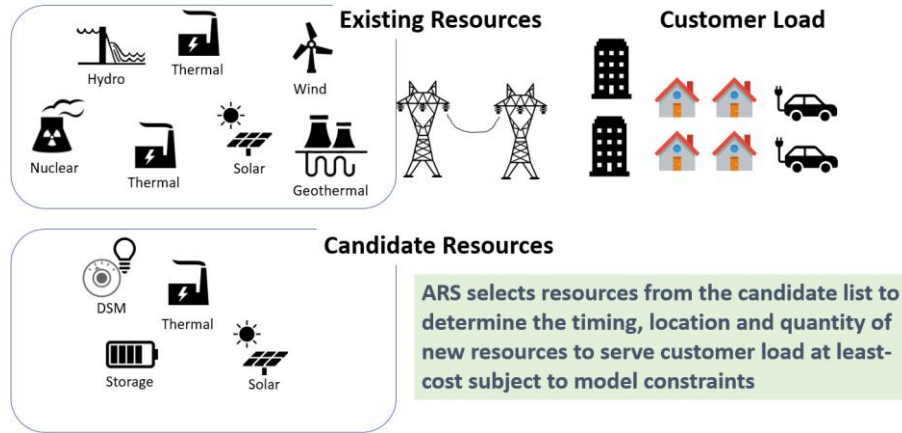 Existing Resources
Customer Load
Hydro
Thermal
Wind
Nuclear
Thermal
Solar
Geothermal
Candidate Resources
DSM
Thermal
Storage
Solar
ARS selects resources from the candidate list to
determine the timing, location and quantity of
new resources to serve customer load at least-
cost subject to model constraints